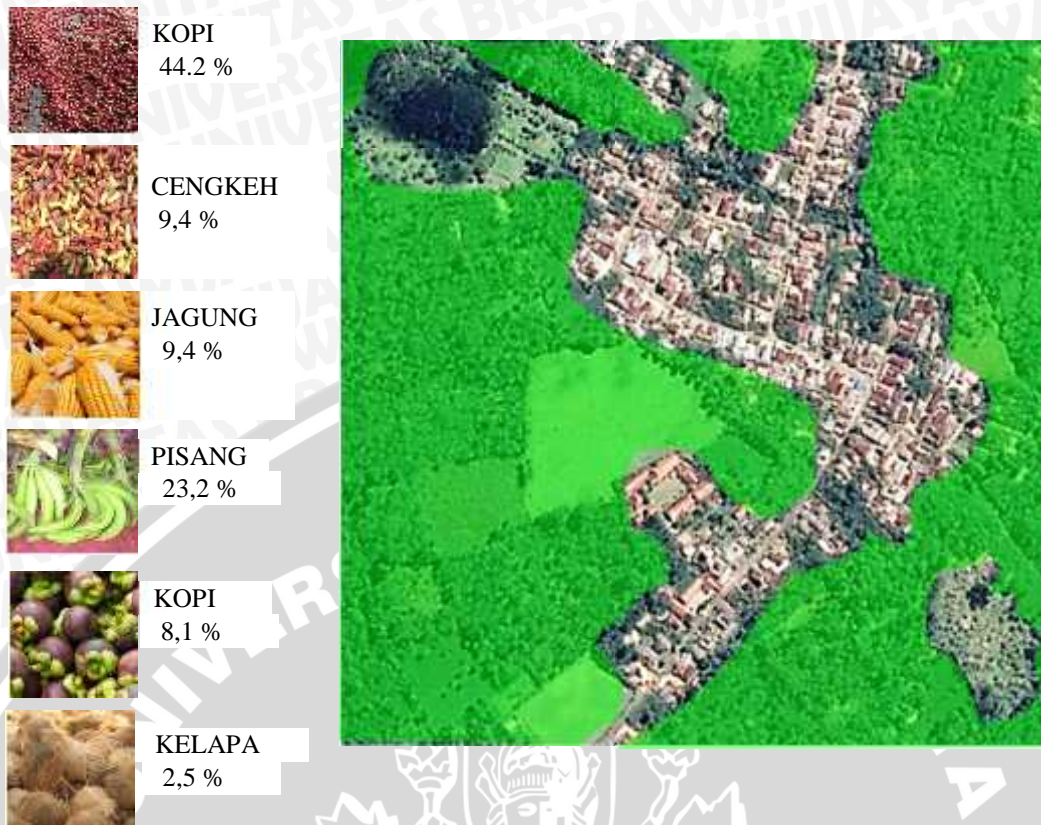 KOPI
44.2 %
CENGKEH
9,4 %
JAGUNG
9,4 %
PISANG
23,2 %
KOPI
8,1 %
KELAPA
2,5 %